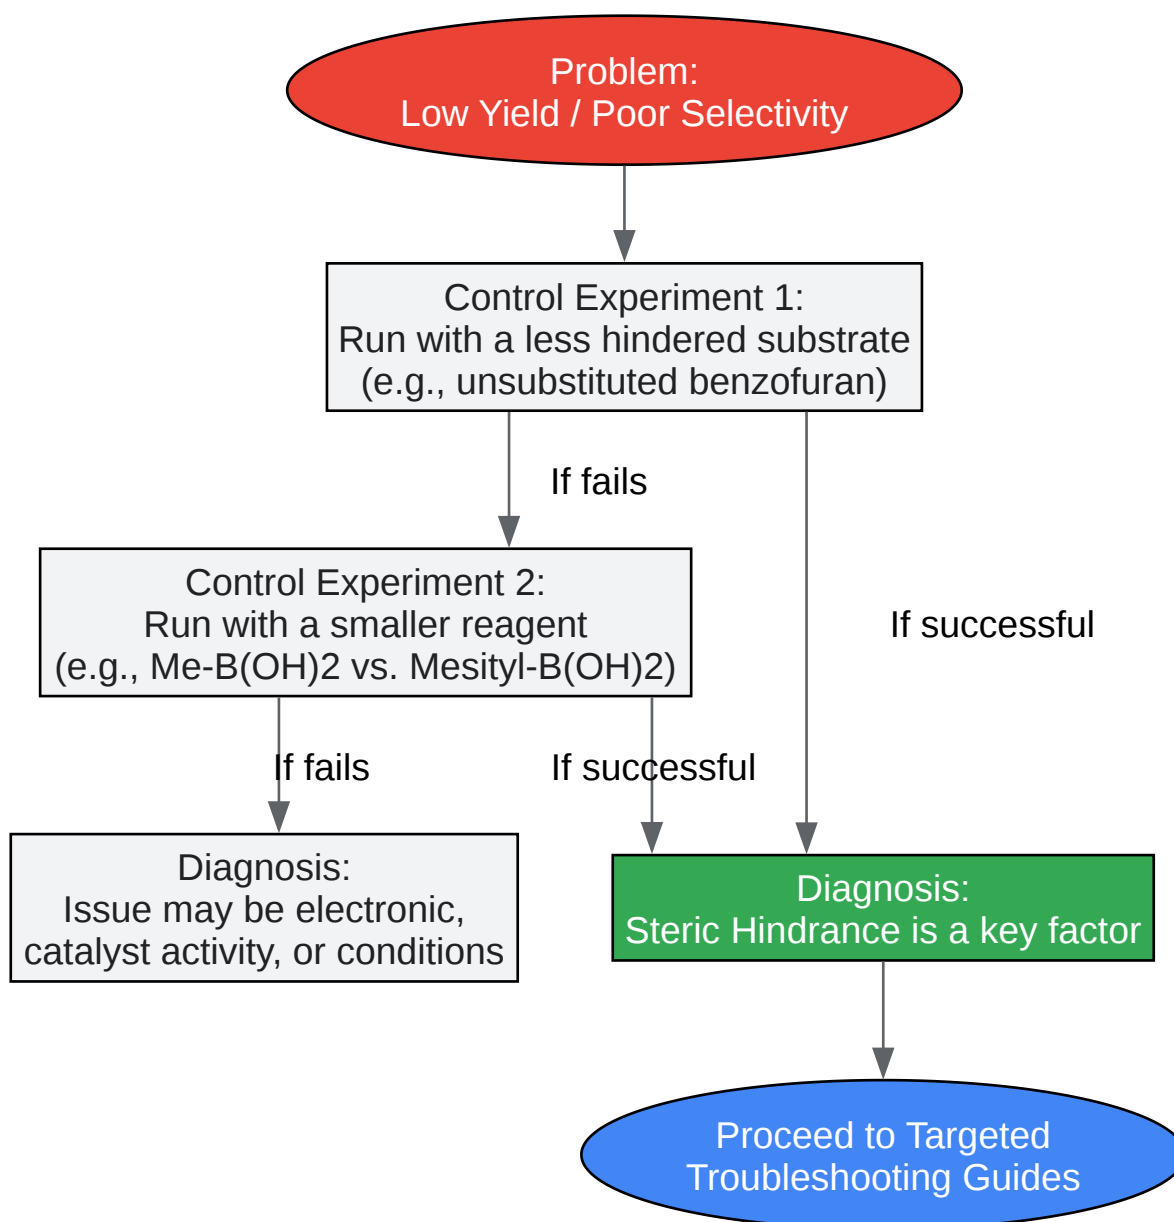 Problem:
Low Yield / Poor Selectivity
Control Experiment 1:
Run with a less hindered substrate
(e.g., unsubstituted benzofuran)
If fails
Control Experiment 2:
Run with a smaller reagent
(e.g., Me-B(OH)2 vs. Mesityl-B(OH)2)
If successful
If fails
If successful
Diagnosis:
Issue may be electronic,
catalyst activity, or conditions
Diagnosis:
Steric Hindrance is a key factor
Proceed to Targeted
Troubleshooting Guides